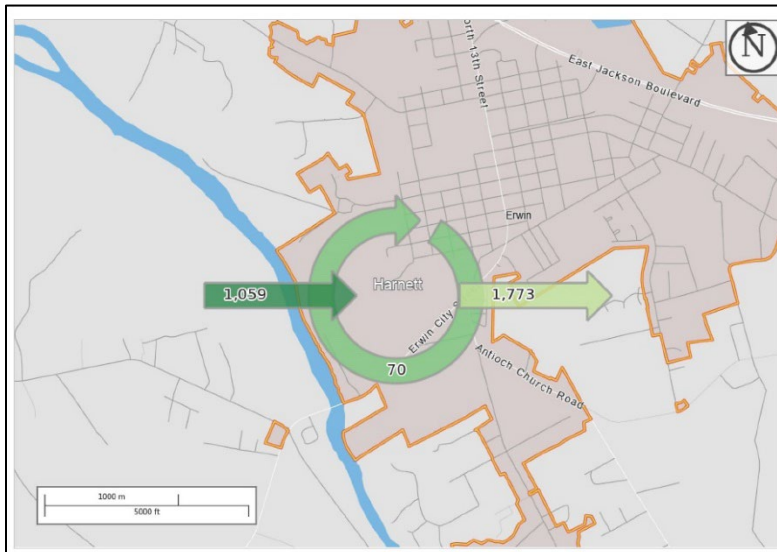 N
North 13th Street
East Jackson Boulevard
Erwin
Harnett
1,059
1,773
Erwin City
70
Antioch Church Road
1000 m
5000 ft